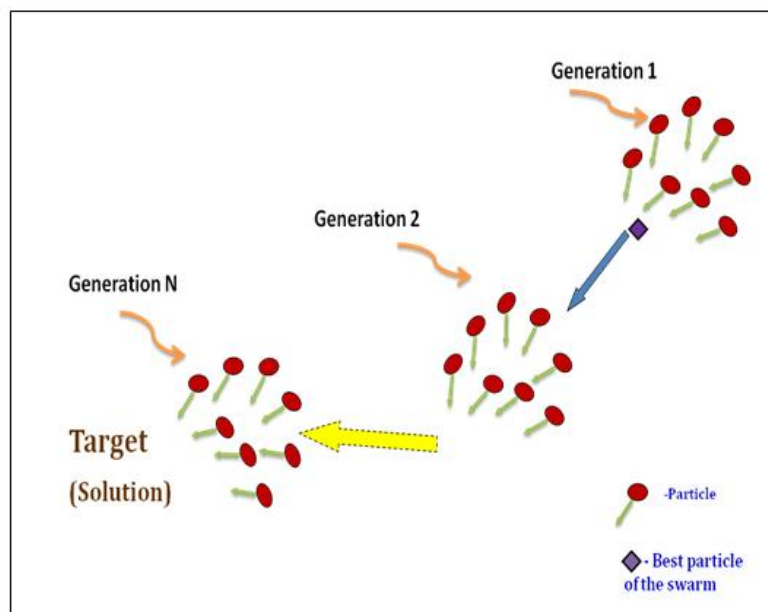 Generation 1
Generation 2
Generation N
Target
(Solution)
-Particle
- Best particle
of the swarm